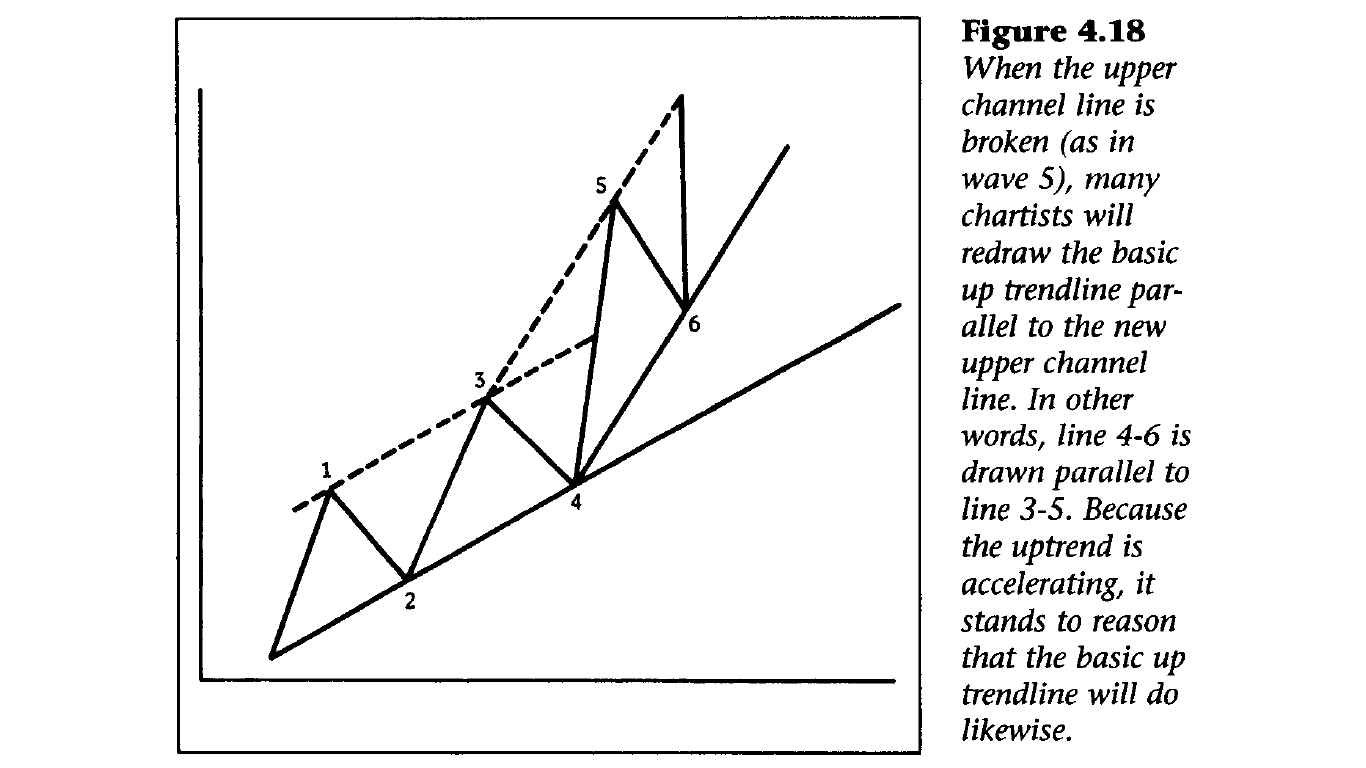 5
6
3
1
4
2
Figure 4.18
When the upper
channel line is
broken (as in
wave 5), many
chartists will
redraw the basic
up trendline par-
allel to the new
upper channel
line. In other
words, line 4-6 is
drawn parallel to
line 3-5. Because
the uptrend is
accelerating, it
stands to reason
that the basic up
trendline will do
likewise.